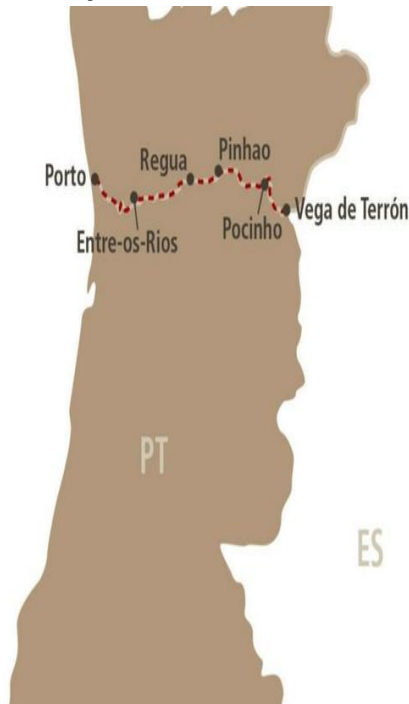 Pinhao
Regua
Porto
Entre-os-Rios
Pocinho
Vega de Terrón
PT
ES